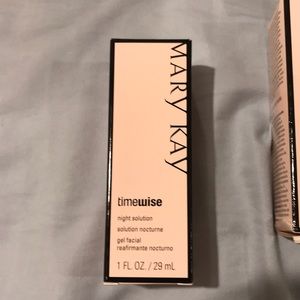 MARY KAY
timewise
night solution
solution nocturne
gel facial
reafirmante nocturno
1 FL. OZ. / 29 mL